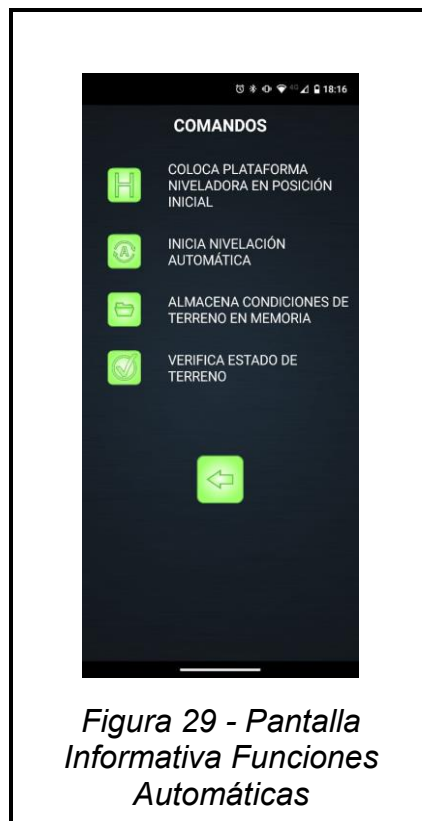 4G 18:16
COMANDOS
H
COLOCA PLATAFORMA
NIVELADORA EN POSICIÓN
INICIAL
A
INICIA NIVELACIÓN
AUTOMÁTICA
ALMACENA CONDICIONES DE
TERRENO EN MEMORIA
VERIFICA ESTADO DE
TERRENO
Figura 29 - Pantalla
Informativa Funciones
Automáticas